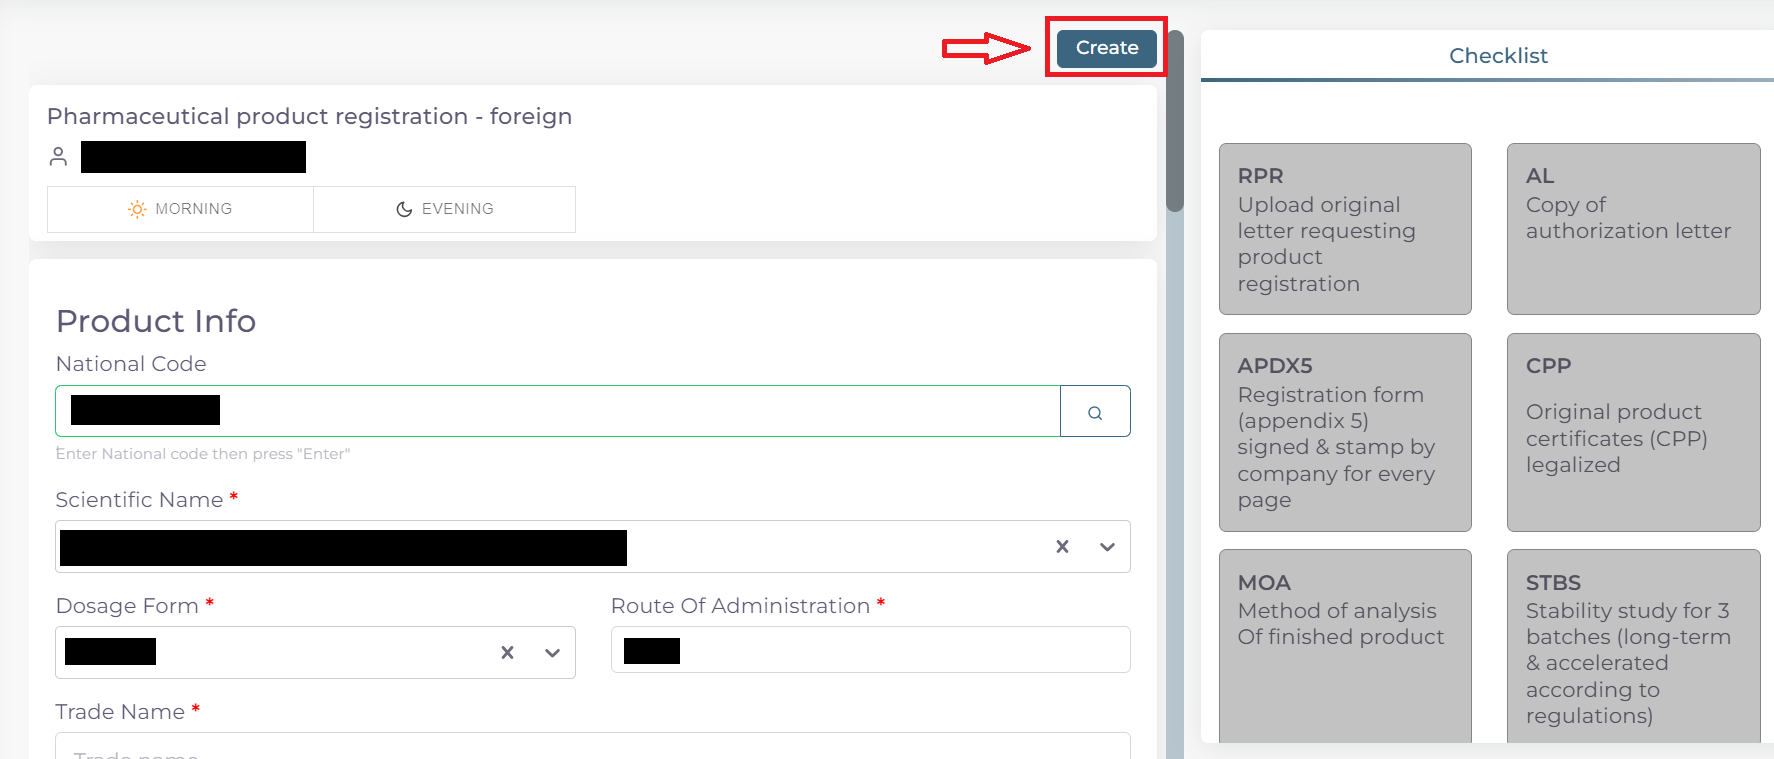 Create
Pharmaceutical product registration - foreign
MORNING
EVENING
Product Info
National Code
Enter National code then press "Enter"
Scientific Name *
Dosage Form *
Route Of Administration *
Trade Name *
Trade name
Checklist
RPR
Upload original
letter requesting
product
registration
AL
Copy of
authorization letter
APDX5
Registration form
(appendix 5)
signed & stamp by
company for every
page
CPP
Original product
certificates (CPP)
legalized
MOA
Method of analysis
Of finished product
STBS
Stability study for 3
batches (long-term
& accelerated
according to
regulations)